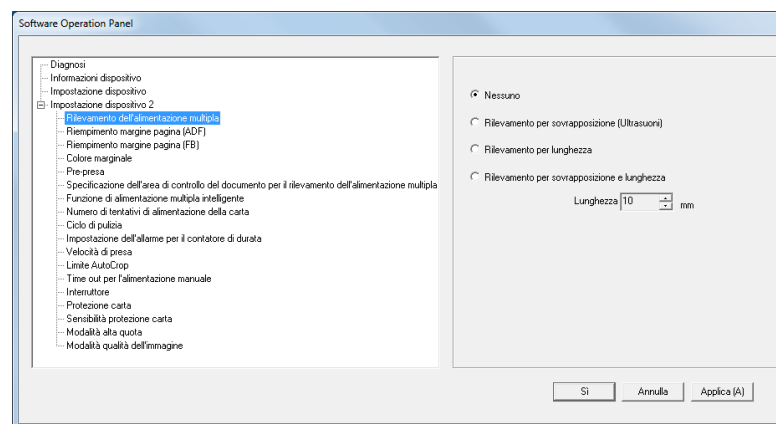 Software Operation Panel
Diagnosi
Informazioni dispositivo
Impostazione dispositivo
Impostazione dispositivo 2
Rilevamento dell'alimentazione multipla
Riempimento margine pagina (ADF)
Riempimento margine pagina (FB)
Colore marginale
Pre-presa
Specificazione dell'area di controllo del documento per il rilevamento dell'alimentazione multipla
Funzione di alimentazione multipla intelligente
Numero di tentativi di alimentazione della carta
Ciclo di pulizia
Impostazione dell'allarme per il contatore di durata
Velocità di presa
Limite AutoCrop
Time out per l'alimentazione manuale
Interruttore
Protezione carta
Sensibilità protezione carta
Modalità alta quota
Modalità qualità dell'immagine
Nessuno
Rilevamento per sovrapposizione (Ultrasuoni)
Rilevamento per lunghezza
Rilevamento per sovrapposizione e lunghezza
Lunghezza 10 mm
Sì Annulla Applica (A)